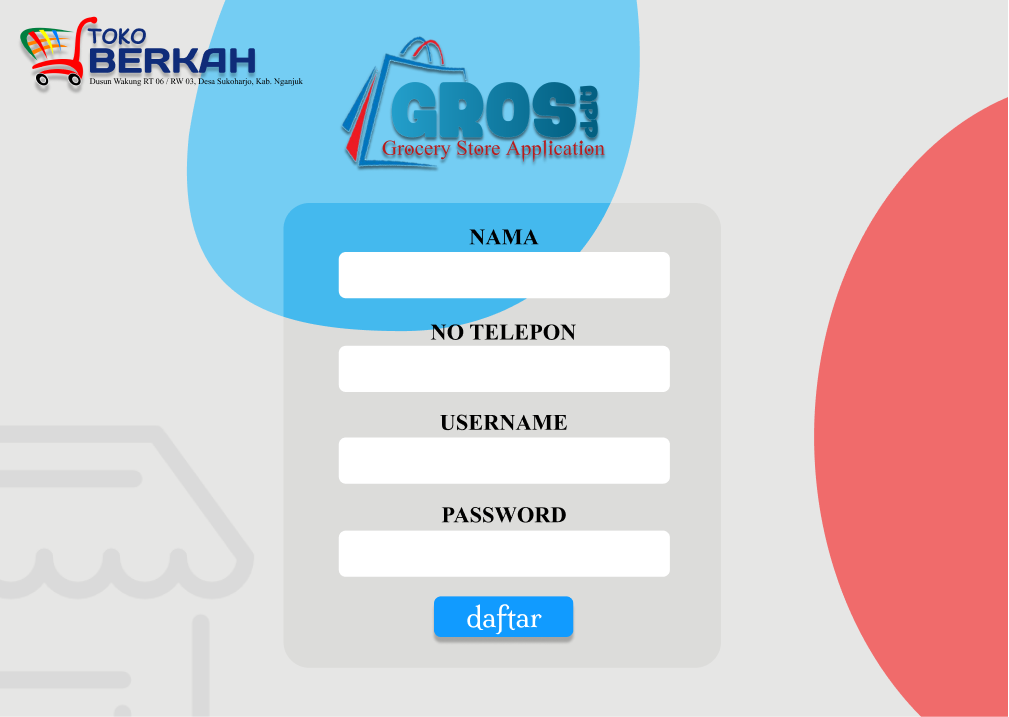 TOKO
BERKAH
Dusun Wakung RT 06 / RW 03, Desa Sukoharjo, Kab. Nganjuk
GROS APP
Grocery Store Application
NAMA
NO TELEPON
USERNAME
PASSWORD
daftar